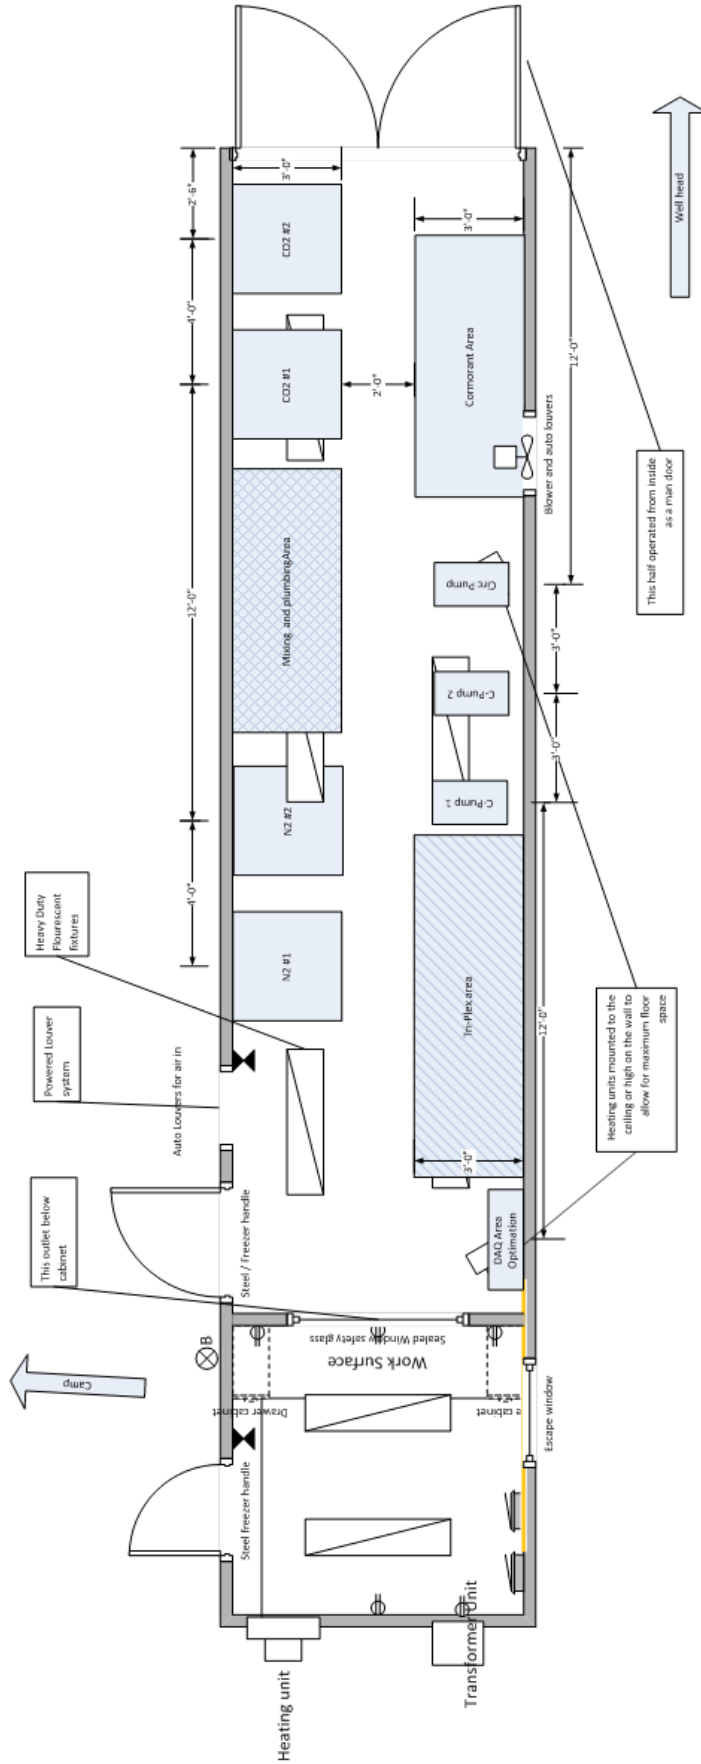 Well head
2'-6"
3'-0"
CO2 #2
4'-0"
CO2 #1
2'-0"
3'-0"
Cormorant Area
12'-0"
Blower and auto louvers
This half operated from inside
as a man door
12'-0"
Mixing and plumbingArea
Circ Pump
3'-0"
C-Pump 2
3'-0"
C-Pump 1
N2 #2
4'-0"
N2 #1
Heavy Duty
Flourescent
fixtures
Tri-Plex area
12'-0"
3'-0"
Heating units mounted to the
ceiling or high on the wall to
allow for maximum floor
space
Powered Louver
system
Auto Louvers for air in
DAQ Area
Optimation
Steel / Freezer handle
This outlet below
cabinet
Sealed Window safety glass
Work Surface
B
Camp
Drawer cabinet
e cabinet
Escape window
Steel freezer handle
Heating unit
Transformer Unit